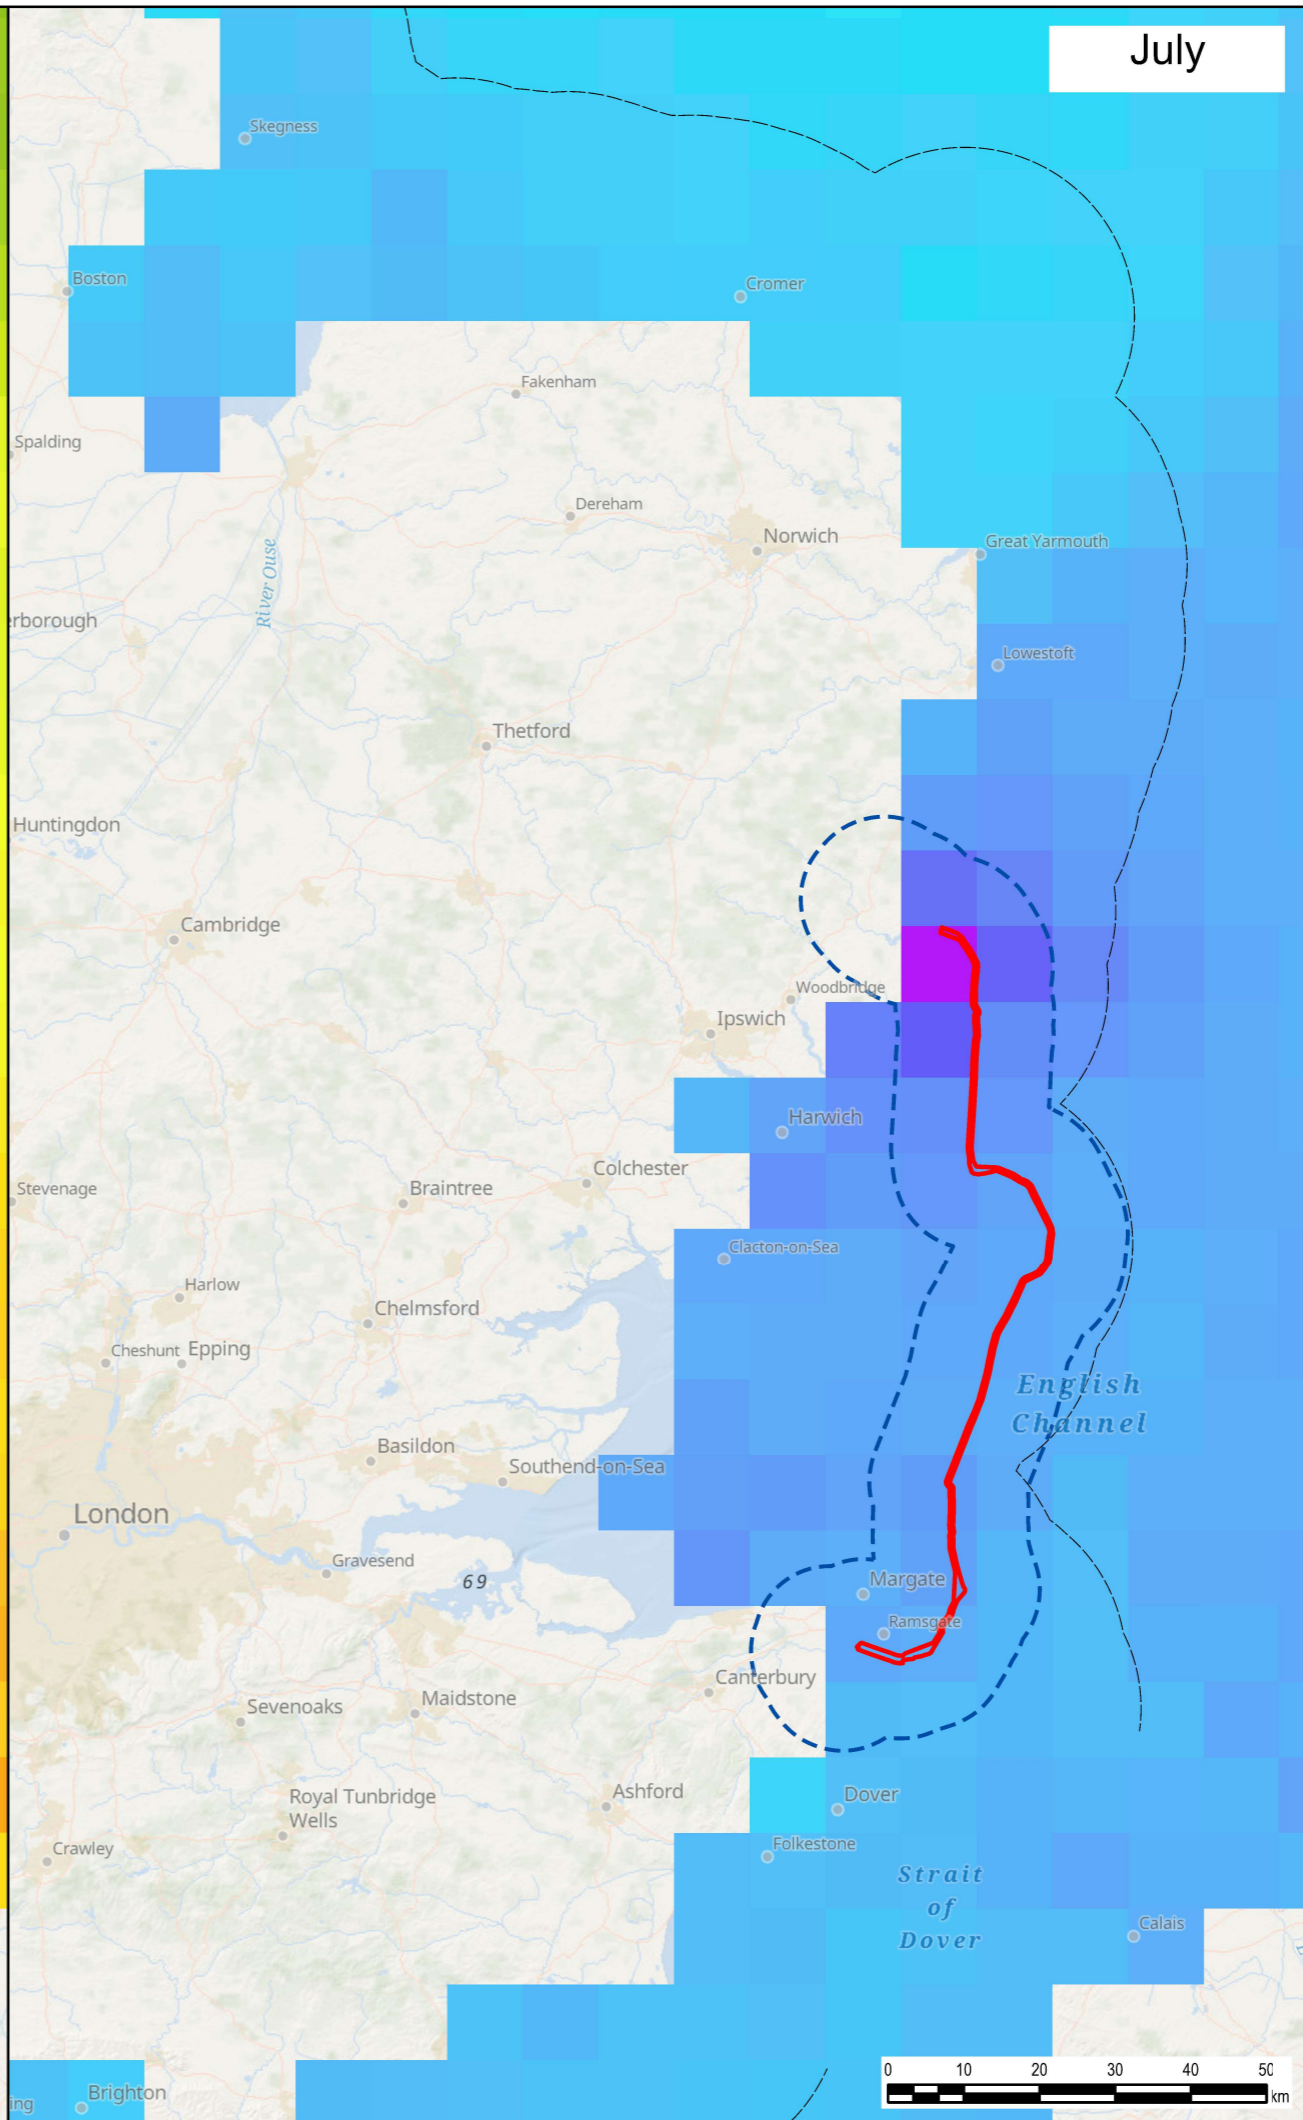 July
Skegness
Boston
Cromer
Fakenham
Spalding
Dereham
Norwich
Great Yarmouth
River Ouse
erborough
Lowestoft
Thetford
Huntingdon
Cambridge
Woodbridge
Ipswich
Harwich
Colchester
Stevenage
Braintree
Clacton-on-Sea
Harlow
Chelmsford
Cheshunt
Epping
English
Channel
Basildon
Southend-on-Sea
London
Gravesend
69
Margate
Ramsgate
Canterbury
Sevenoaks
Maidstone
Royal Tunbridge
Wells
Ashford
Dover
Crawley
Folkestone
Strait
of
Dover
Calais
0 10 20 30 40 50
km
ing
Brighton